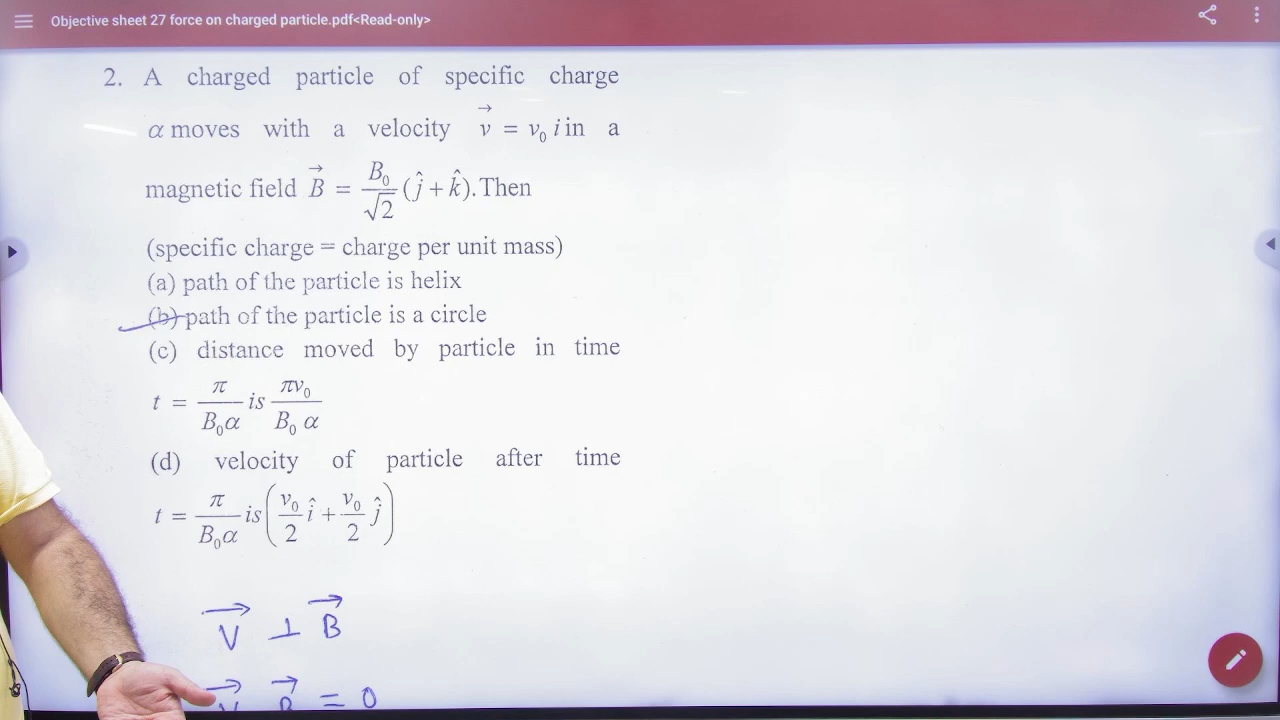 Objective sheet 27 force on charged particle.pdf<Read-only>
2. A charged particle of specific charge
α moves with a velocity v⃗ = v₀ i in a
magnetic field B⃗ = B₀/√2 (ĵ + k̂). Then
(specific charge = charge per unit mass)
(a) path of the particle is helix
(b) path of the particle is a circle
(c) distance moved by particle in time
t = π/B₀α is πv₀/B₀ α
(d) velocity of particle after time
t = π/B₀α is (v₀/2 î + v₀/2 ĵ)
V⃗ ⊥ B⃗
V⃗ B⃗ = 0